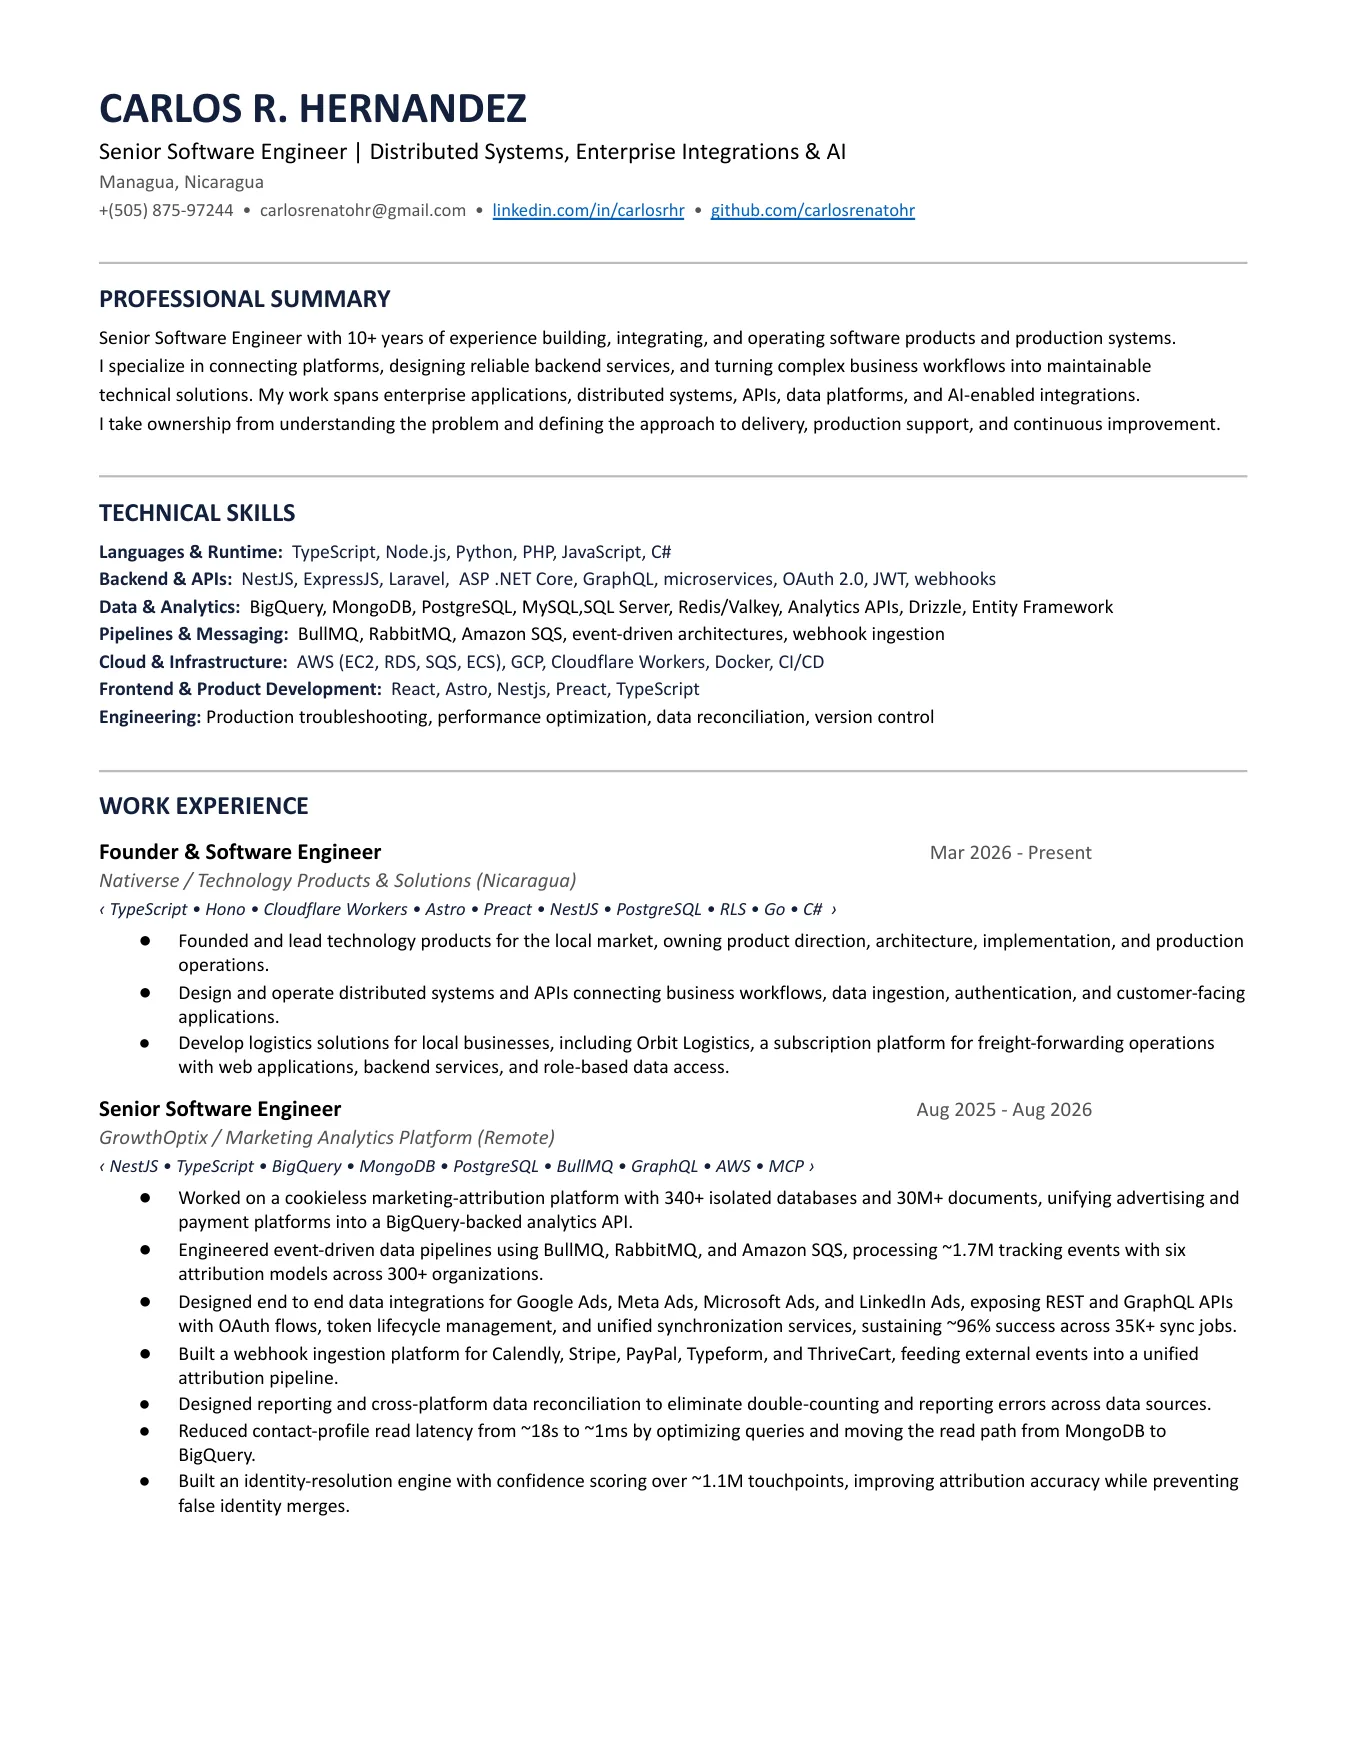 CARLOS R. HERNANDEZ
Senior Software Engineer | Distributed Systems, Enterprise Integrations & AI
Managua, Nicaragua
+(505) 875-97244 • carlosrenatohr@gmail.com • linkedin.com/in/carlosrhr • github.com/carlosrenatohr
PROFESSIONAL SUMMARY
Senior Software Engineer with 10+ years of experience building, integrating, and operating software products and production systems.
I specialize in connecting platforms, designing reliable backend services, and turning complex business workflows into maintainable
technical solutions. My work spans enterprise applications, distributed systems, APIs, data platforms, and AI-enabled integrations.
I take ownership from understanding the problem and defining the approach to delivery, production support, and continuous improvement.
TECHNICAL SKILLS
Languages & Runtime: TypeScript, Node.js, Python, PHP, JavaScript, C#
Backend & APIs: NestJS, ExpressJS, Laravel, ASP .NET Core, GraphQL, microservices, OAuth 2.0, JWT, webhooks
Data & Analytics: BigQuery, MongoDB, PostgreSQL, MySQL,SQL Server, Redis/Valkey, Analytics APIs, Drizzle, Entity Framework
Pipelines & Messaging: BullMQ, RabbitMQ, Amazon SQS, event-driven architectures, webhook ingestion
Cloud & Infrastructure: AWS (EC2, RDS, SQS, ECS), GCP, Cloudflare Workers, Docker, CI/CD
Frontend & Product Development: React, Astro, Nestjs, Preact, TypeScript
Engineering: Production troubleshooting, performance optimization, data reconciliation, version control
WORK EXPERIENCE
Founder & Software Engineer Mar 2026 - Present
Nativerse / Technology Products & Solutions (Nicaragua)
‹ TypeScript • Hono • Cloudflare Workers • Astro • Preact • NestJS • PostgreSQL • RLS • Go • C# ›
● Founded and lead technology products for the local market, owning product direction, architecture, implementation, and production
operations.
● Design and operate distributed systems and APIs connecting business workflows, data ingestion, authentication, and customer-facing
applications.
● Develop logistics solutions for local businesses, including Orbit Logistics, a subscription platform for freight-forwarding operations
with web applications, backend services, and role-based data access.
Senior Software Engineer Aug 2025 - Aug 2026
GrowthOptix / Marketing Analytics Platform (Remote)
‹ NestJS • TypeScript • BigQuery • MongoDB • PostgreSQL • BullMQ • GraphQL • AWS • MCP ›
● Worked on a cookieless marketing-attribution platform with 340+ isolated databases and 30M+ documents, unifying advertising and
payment platforms into a BigQuery-backed analytics API.
● Engineered event-driven data pipelines using BullMQ, RabbitMQ, and Amazon SQS, processing ~1.7M tracking events with six
attribution models across 300+ organizations.
● Designed end to end data integrations for Google Ads, Meta Ads, Microsoft Ads, and LinkedIn Ads, exposing REST and GraphQL APIs
with OAuth flows, token lifecycle management, and unified synchronization services, sustaining ~96% success across 35K+ sync jobs.
● Built a webhook ingestion platform for Calendly, Stripe, PayPal, Typeform, and ThriveCart, feeding external events into a unified
attribution pipeline.
● Designed reporting and cross-platform data reconciliation to eliminate double-counting and reporting errors across data sources.
● Reduced contact-profile read latency from ~18s to ~1ms by optimizing queries and moving the read path from MongoDB to
BigQuery.
● Built an identity-resolution engine with confidence scoring over ~1.1M touchpoints, improving attribution accuracy while preventing
false identity merges.